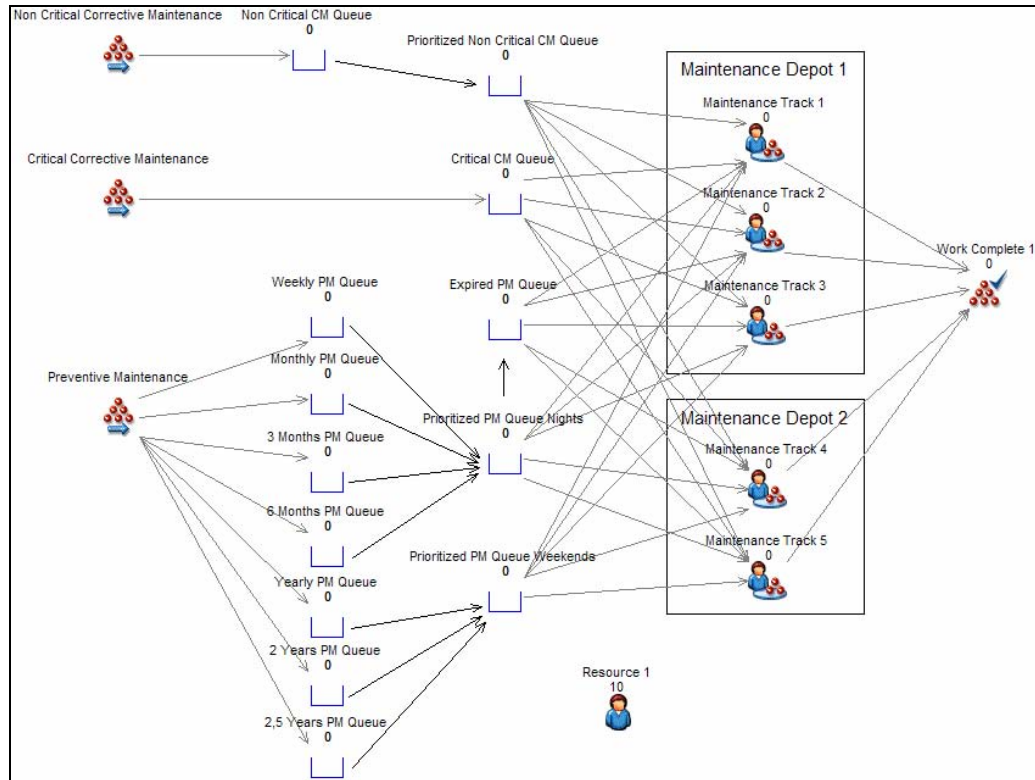 Non Critical Corrective Maintenance
Non Critical CM Queue
0
Prioritized Non Critical CM Queue
0
Maintenance Depot 1
Maintenance Track 1
0
Critical Corrective Maintenance
Critical CM Queue
0
Maintenance Track 2
0
Work Complete 1
0
Weekly PM Queue
0
Expired PM Queue
0
Maintenance Track 3
0
Monthly PM Queue
0
Preventive Maintenance
3 Months PM Queue
0
Prioritized PM Queue Nights
0
Maintenance Depot 2
Maintenance Track 4
0
6 Months PM Queue
0
Maintenance Track 5
0
Yearly PM Queue
0
Prioritized PM Queue Weekends
0
2 Years PM Queue
0
2,5 Years PM Queue
0
Resource 1
10